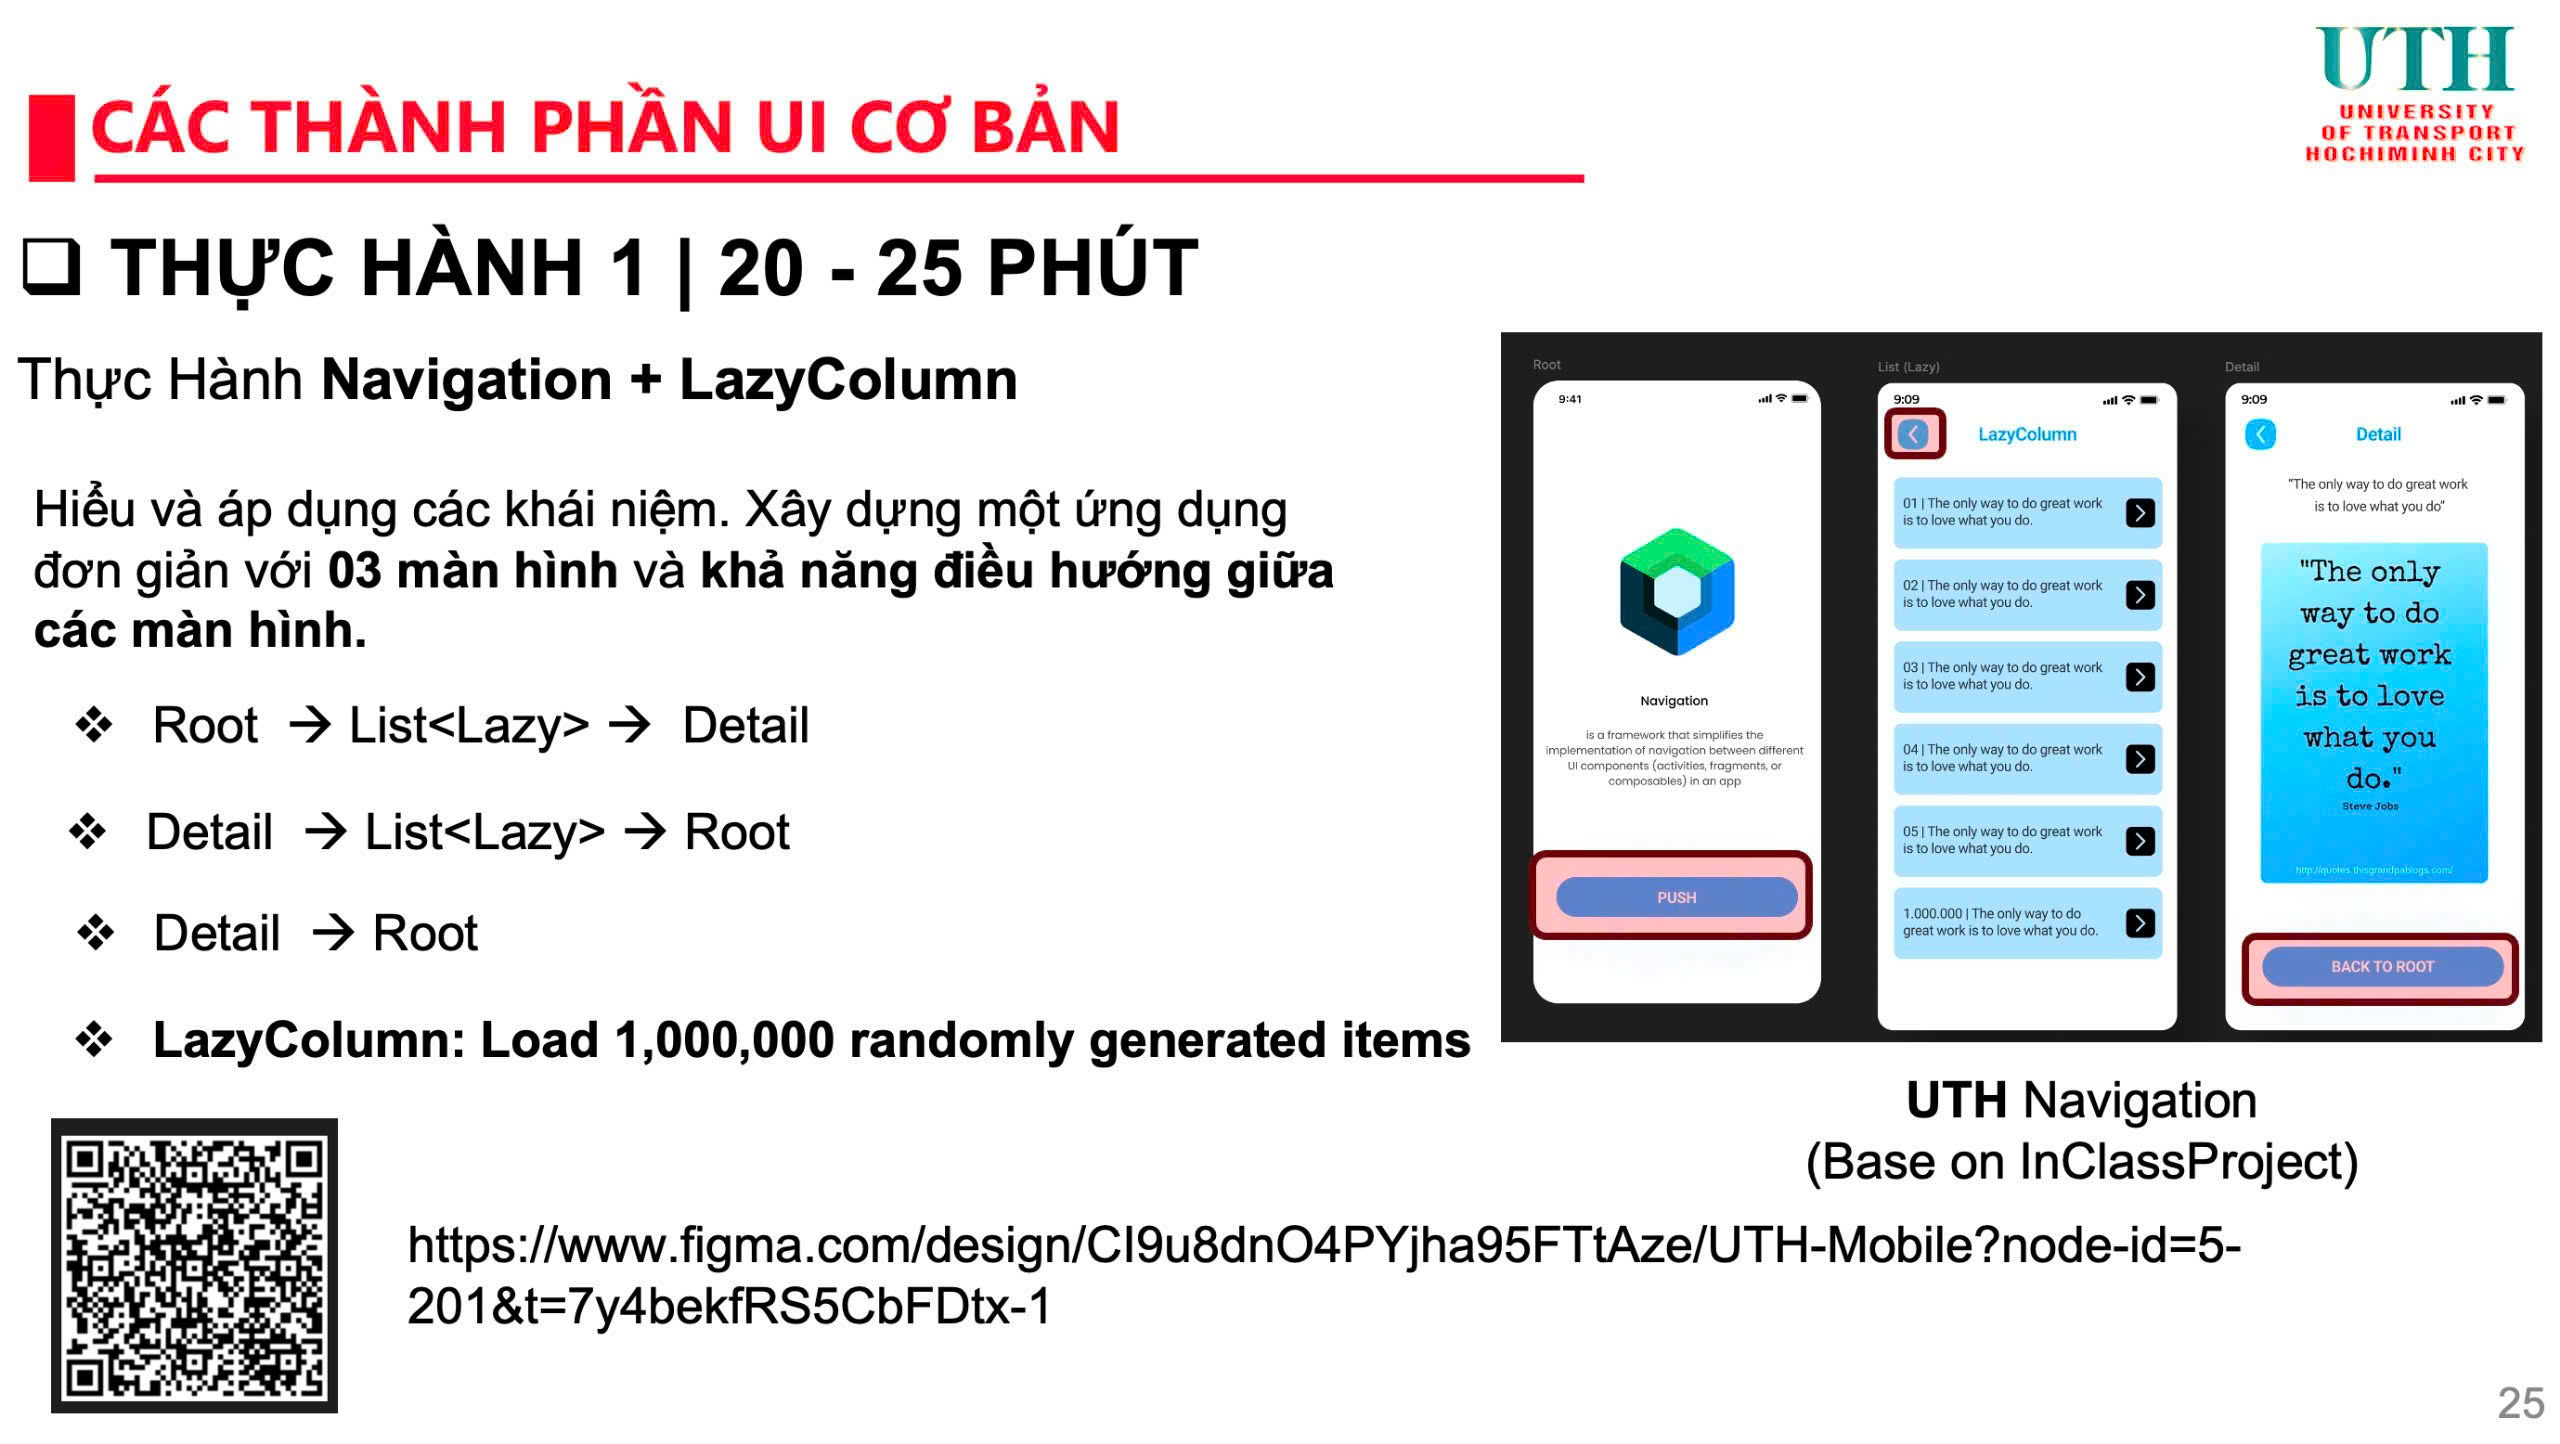 UTH
UNIVERSITY
OF TRANSPORT
HOCHIMINH CITY
CÁC THÀNH PHẦN UI CƠ BẢN
THỰC HÀNH 1 | 20 - 25 PHÚT
Thực Hành Navigation + LazyColumn
Hiểu và áp dụng các khái niệm. Xây dựng một ứng dụng
đơn giản với 03 màn hình và khả năng điều hướng giữa
các màn hình.
Root → List<Lazy> → Detail
Detail → List<Lazy> → Root
Detail → Root
LazyColumn: Load 1,000,000 randomly generated items
Root
9:41
Navigation
is a framework that simplifies the
implementation of navigation between different
UI components (activities, fragments, or
composables) in an app
PUSH
List (Lazy)
9:09
LazyColumn
01 | The only way to do great work
is to love what you do.
02 | The only way to do great work
is to love what you do.
03 | The only way to do great work
is to love what you do.
04 | The only way to do great work
is to love what you do.
05 | The only way to do great work
is to love what you do.
1.000.000 | The only way to do
great work is to love what you do.
Detail
9:09
Detail
“The only way to do great work
is to love what you do”
"The only
way to do
great work
is to love
what you
do."
Steve Jobs
http://quotes.thisgrandpablogs.com/
BACK TO ROOT
UTH Navigation
(Base on InClassProject)
https://www.figma.com/design/CI9u8dnO4PYjha95FTtAze/UTH-Mobile?node-id=5-
201&t=7y4bekfRS5CbFDtx-1
25